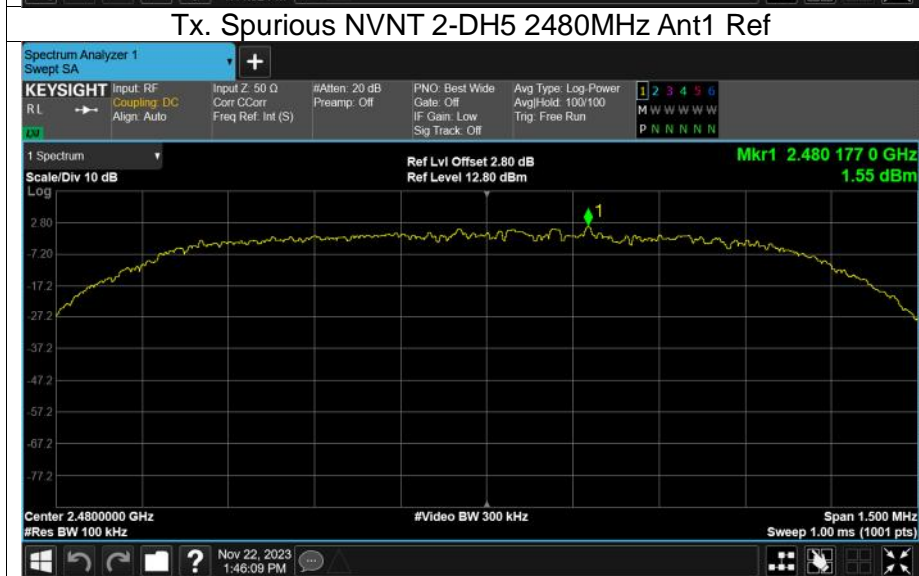 Tx. Spurious NVNT 2-DH5 2480MHz Ant1 Ref
Spectrum Analyzer 1
Swept SA
+
KEYSIGHT
RL
Input: RF
Coupling: DC
Align: Auto
Input Z: 50 Ω
Corr CCorr
Freq Ref: Int (S)
#Atten: 20 dB
Preamp: Off
PNO: Best Wide
Gate: Off
IF Gain: Low
Sig Track: Off
Avg Type: Log-Power
Avg|Hold: 100/100
Trig: Free Run
1 2 3 4 5 6
M W W W W W
P N N N N N
1 Spectrum
Scale/Div 10 dB
Log
Ref Lvl Offset 2.80 dB
Ref Level 12.80 dBm
Mkr1 2.480 177 0 GHz
1.55 dBm
1
2.80
-7.20
-17.2
-27.2
-37.2
-47.2
-57.2
-67.2
-77.2
Center 2.4800000 GHz
#Res BW 100 kHz
#Video BW 300 kHz
Span 1.500 MHz
Sweep 1.00 ms (1001 pts)
?
Nov 22, 2023
1:46:09 PM